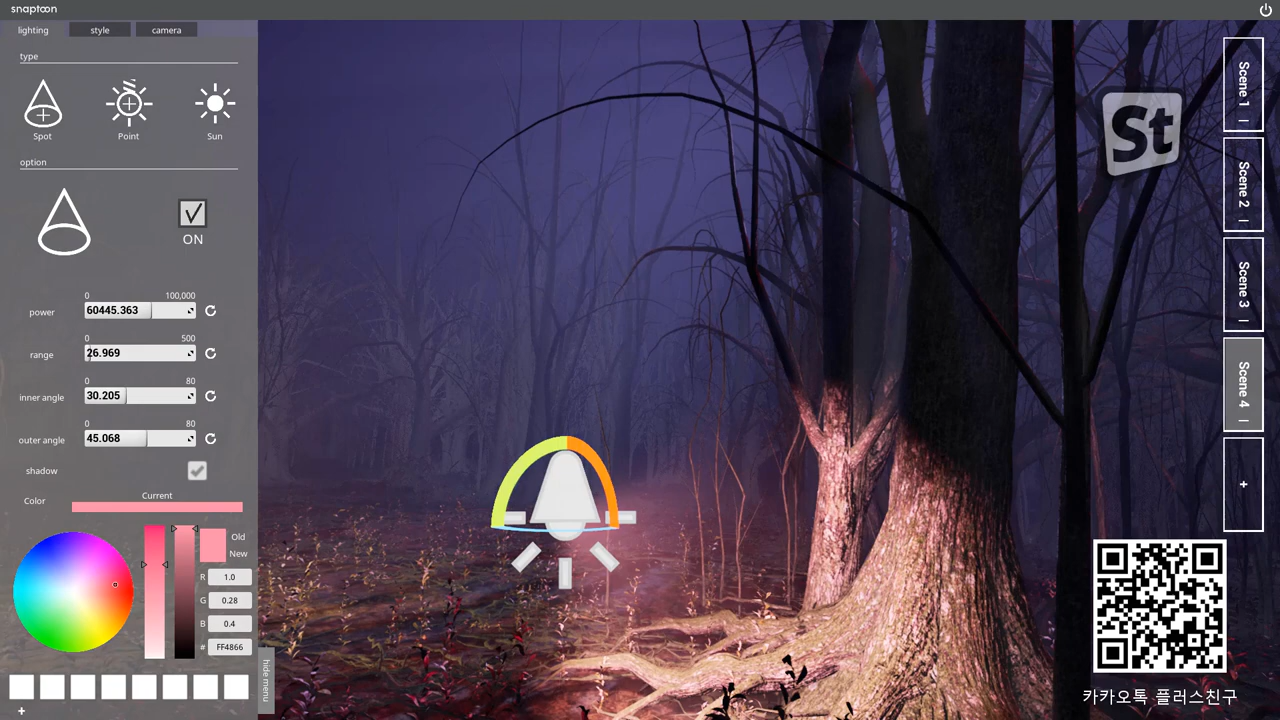 snaptoon
lighting
style
camera
type
Spot
Point
Sun
option
ON
0 100,000
power 60445.363
0 500
range 26.969
0 80
inner angle 30.205
0 80
outer angle 45.068
shadow
Color
Current
Old
New
R 1.0
G 0.28
B 0.4
# FF4866
+
hide menu
St
Scene 1
Scene 2
Scene 3
Scene 4
+
카카오톡 플러스친구